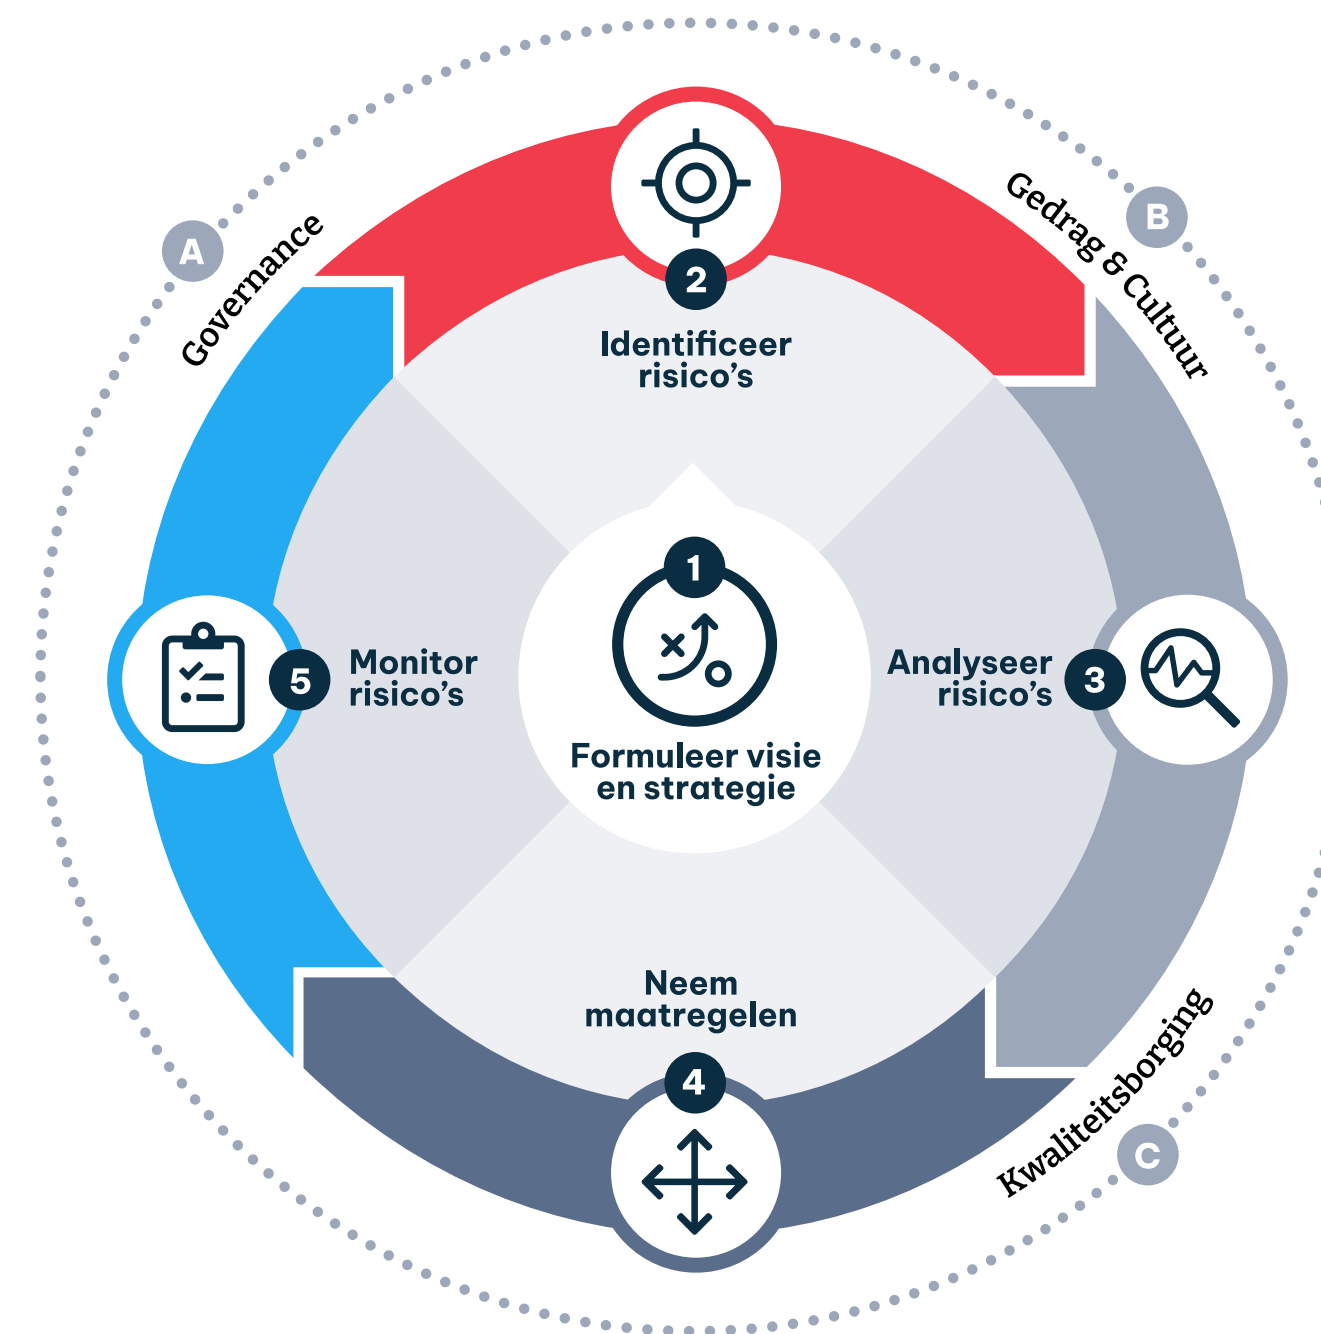 A
Governance
B
Gedrag & Cultuur
2
Identificeer
risico's
1
Formuleer visie
en strategie
5
Monitor
risico's
Analyseer
risico's
3
Neem
maatregelen
4
Kwaliteitsborging
C